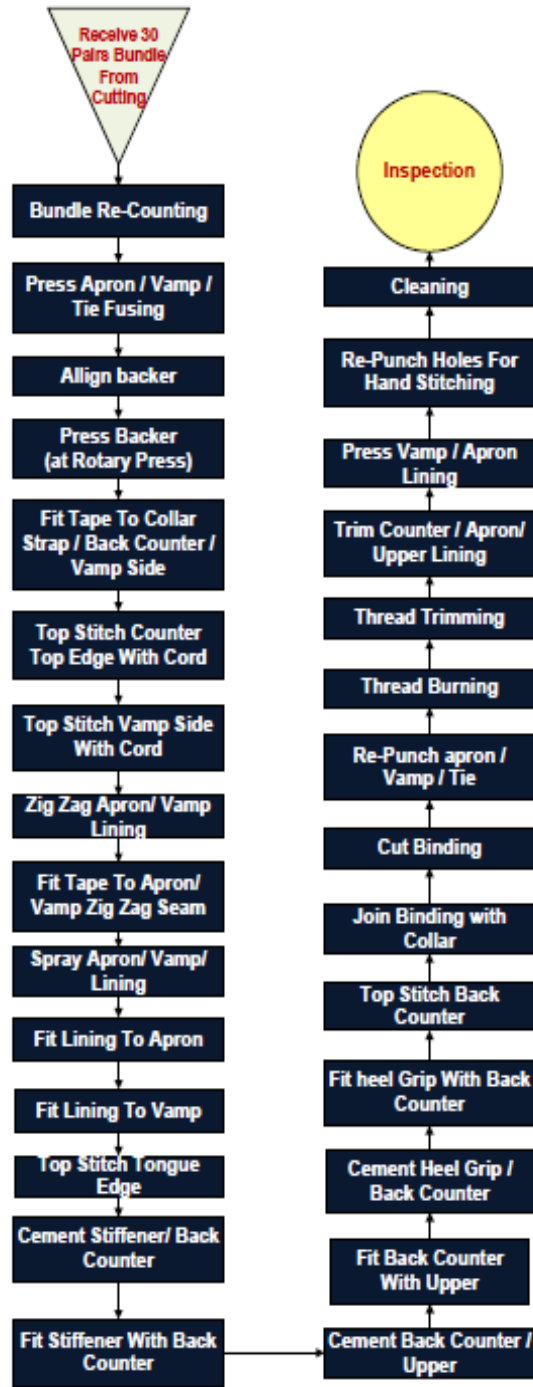 Receive 30
Pairs Bundle
From
Cutting
Bundle Re-Counting
Press Apron / Vamp /
Tie Fusing
Allign backer
Press Backer
(at Rotary Press)
Fit Tape To Collar
Strap / Back Counter /
Vamp Side
Top Stitch Counter
Top Edge With Cord
Top Stitch Vamp Side
With Cord
Zig Zag Apron/ Vamp
Lining
Fit Tape To Apron/
Vamp Zig Zag Seam
Spray Apron/ Vamp/
Lining
Fit Lining To Apron
Fit Lining To Vamp
Top Stitch Tongue
Edge
Cement Stiffener/ Back
Counter
Fit Stiffener With Back
Counter
Cement Back Counter /
Upper
Fit Back Counter
With Upper
Cement Heel Grip /
Back Counter
Fit heel Grip With Back
Counter
Top Stitch Back
Counter
Join Binding with
Collar
Cut Binding
Re-Punch apron /
Vamp / Tie
Thread Burning
Thread Trimming
Trim Counter / Apron/
Upper Lining
Press Vamp / Apron
Lining
Re-Punch Holes For
Hand Stitching
Cleaning
Inspection